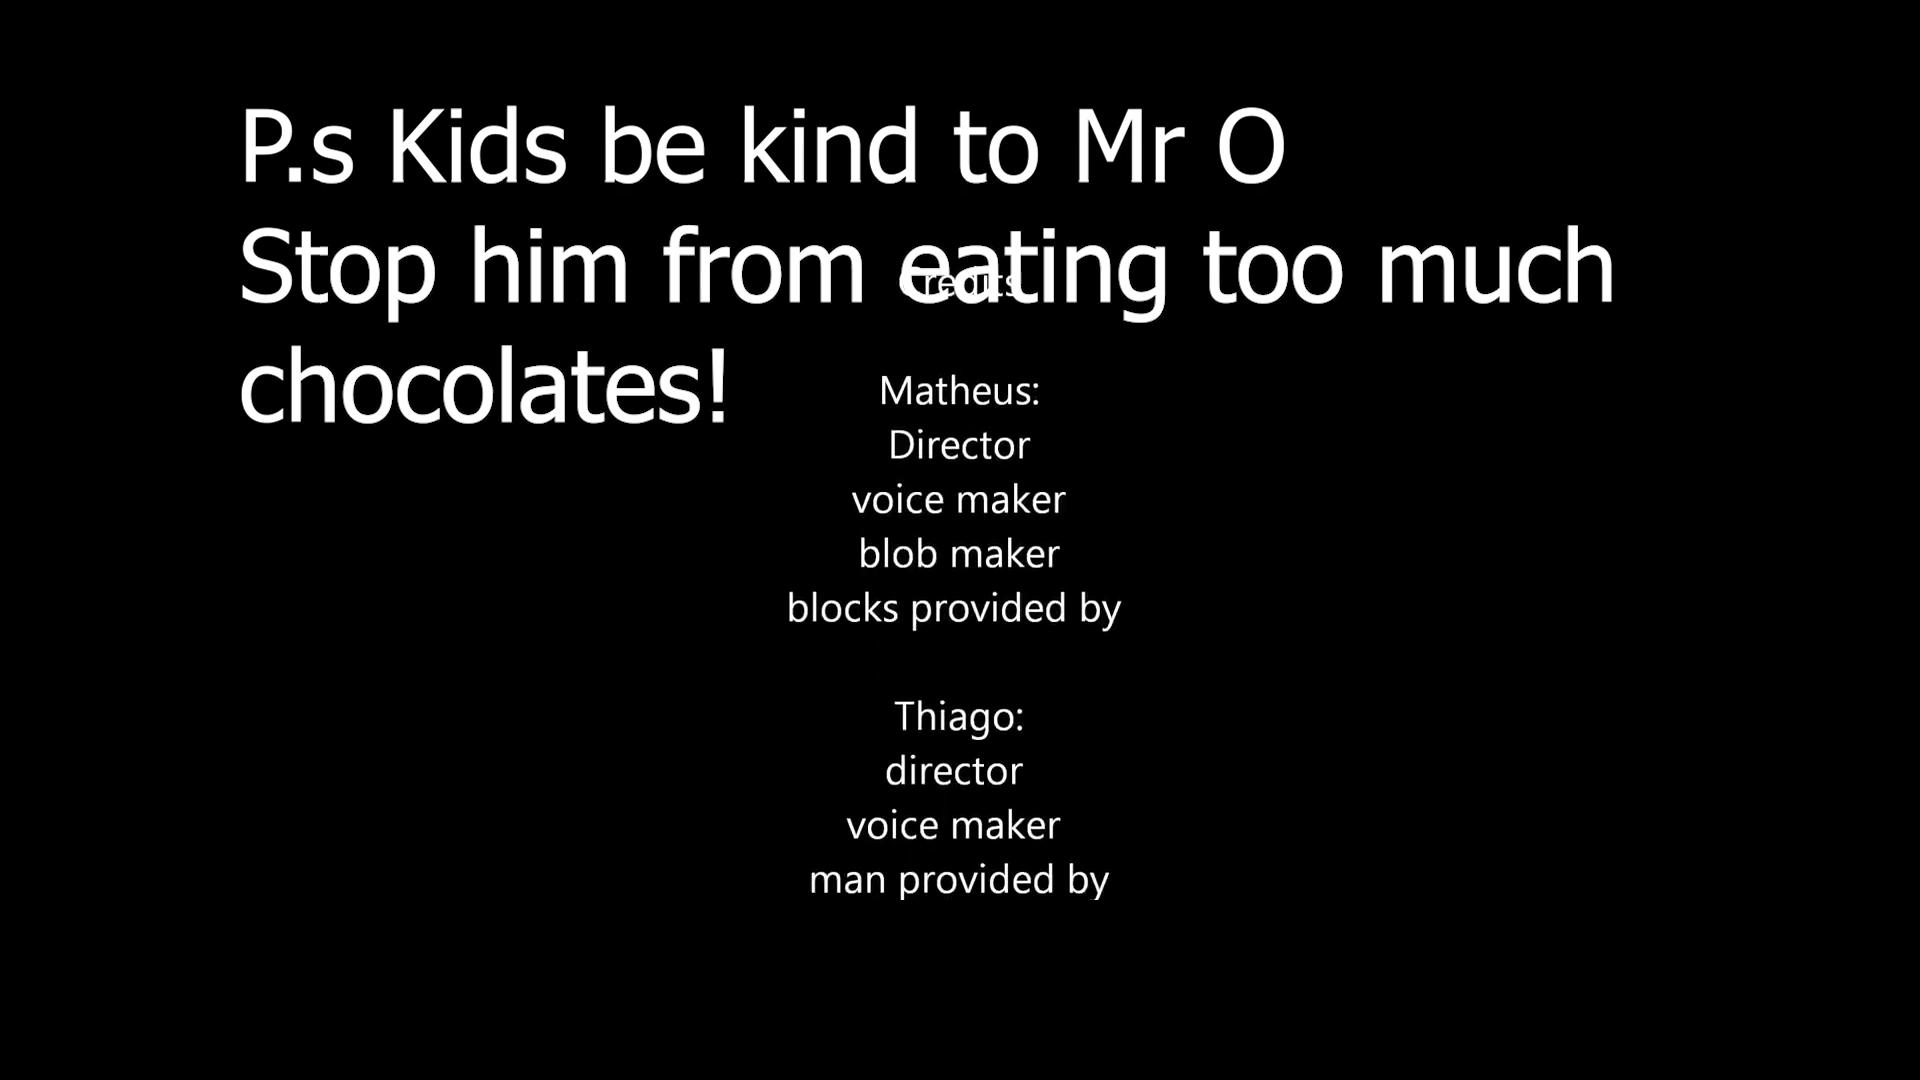 P.s Kids be kind to Mr O
Stop him from eating too much
chocolates!
Credits
Matheus:
Director
voice maker
blob maker
blocks provided by
Thiago:
director
voice maker
man provided by